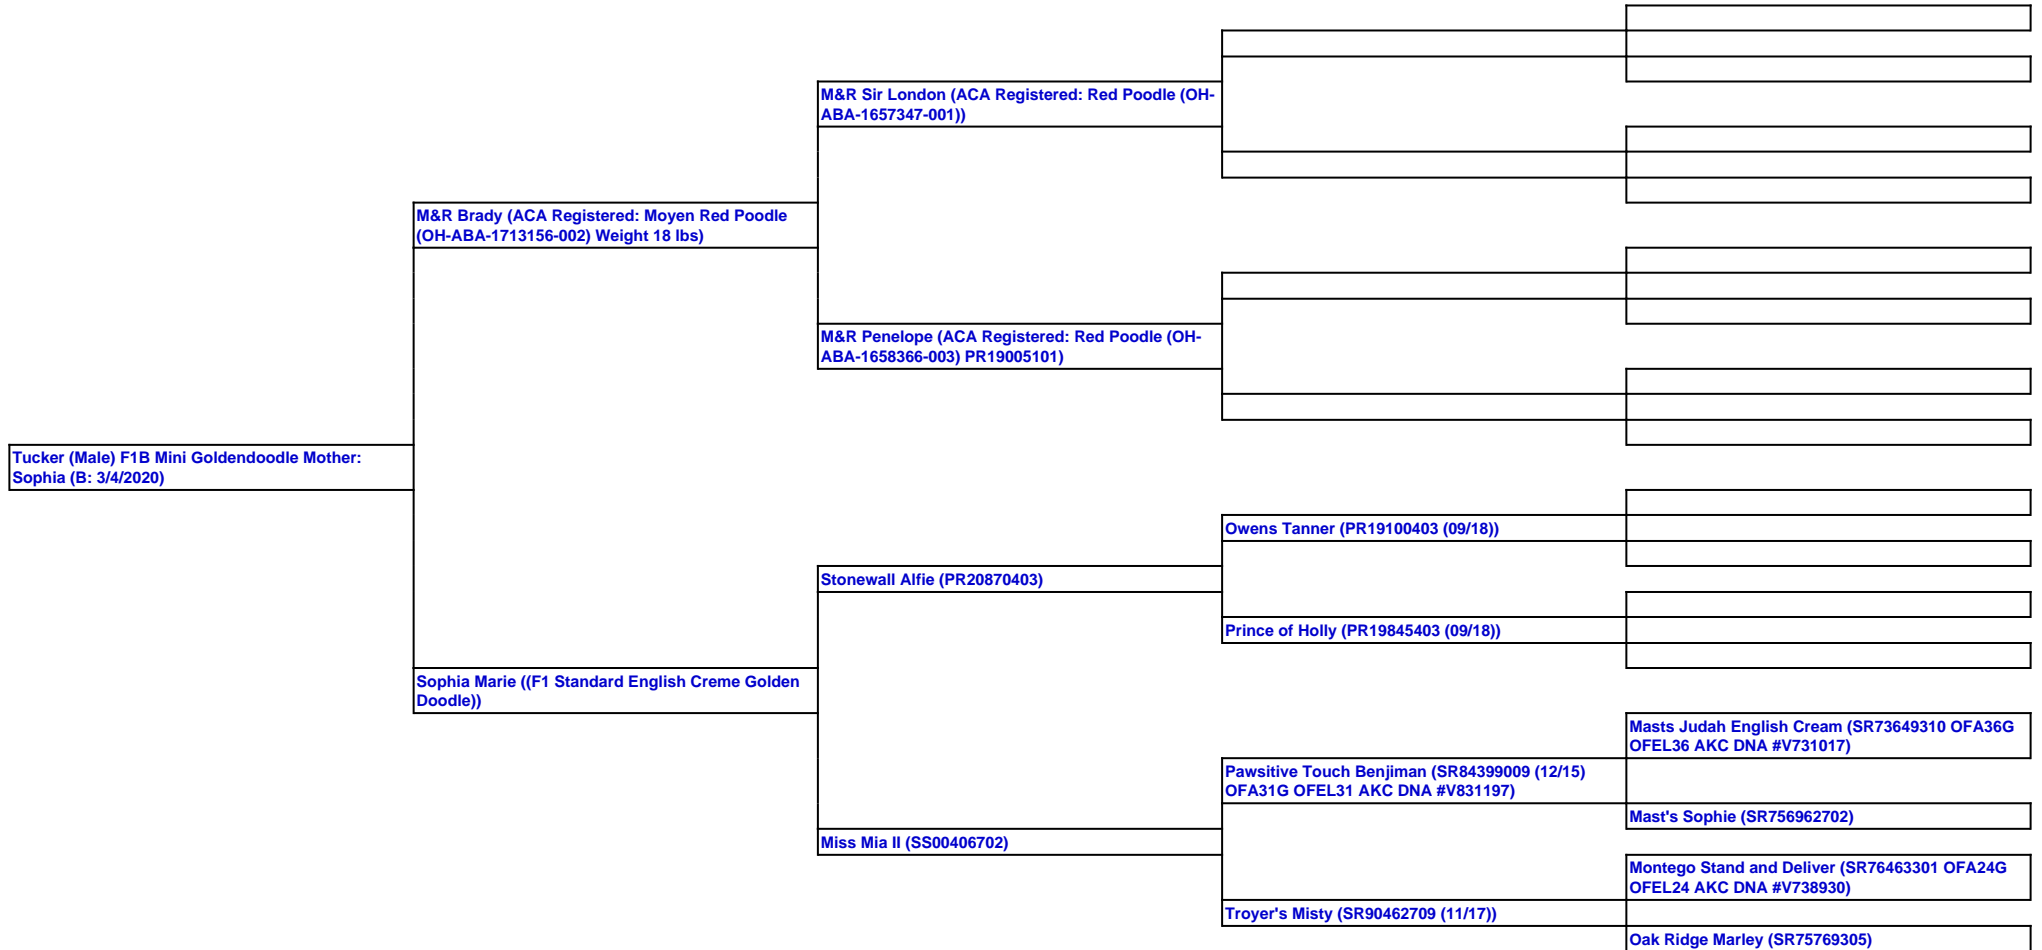 M&R Sir London (ACA Registered: Red Poodle (OH-
ABA-1657347-001))
M&R Brady (ACA Registered: Moyen Red Poodle
(OH-ABA-1713156-002) Weight 18 lbs)
M&R Penelope (ACA Registered: Red Poodle (OH-
ABA-1658366-003) PR19005101)
Tucker (Male) F1B Mini Goldendoodle Mother:
Sophia (B: 3/4/2020)
Owens Tanner (PR19100403 (09/18))
Stonewall Alfie (PR20870403)
Prince of Holly (PR19845403 (09/18))
Sophia Marie ((F1 Standard English Creme Golden
Doodle))
Masts Judah English Cream (SR73649310 OFA36G
OFEL36 AKC DNA #V731017)
Pawsitive Touch Benjiman (SR84399009 (12/15)
OFA31G OFEL31 AKC DNA #V831197)
Mast's Sophie (SR756962702)
Miss Mia II (SS00406702)
Montego Stand and Deliver (SR76463301 OFA24G
OFEL24 AKC DNA #V738930)
Troyer's Misty (SR90462709 (11/17))
Oak Ridge Marley (SR75769305)